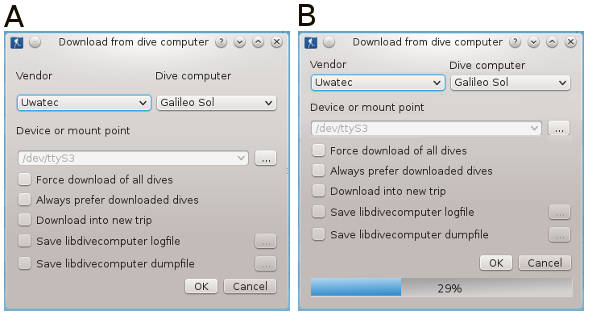 A
Download from dive computer
Vendor
Dive computer
Uwatec
Galileo Sol
Device or mount point
/dev/ttyS3
...
Force download of all dives
Always prefer downloaded dives
Download into new trip
Save libdivecomputer logfile
...
Save libdivecomputer dumpfile
...
OK
Cancel
B
Download from dive computer
Vendor
Dive computer
Uwatec
Galileo Sol
Device or mount point
/dev/ttyS3
...
Force download of all dives
Always prefer downloaded dives
Download into new trip
Save libdivecomputer logfile
...
Save libdivecomputer dumpfile
...
OK
Cancel
29%